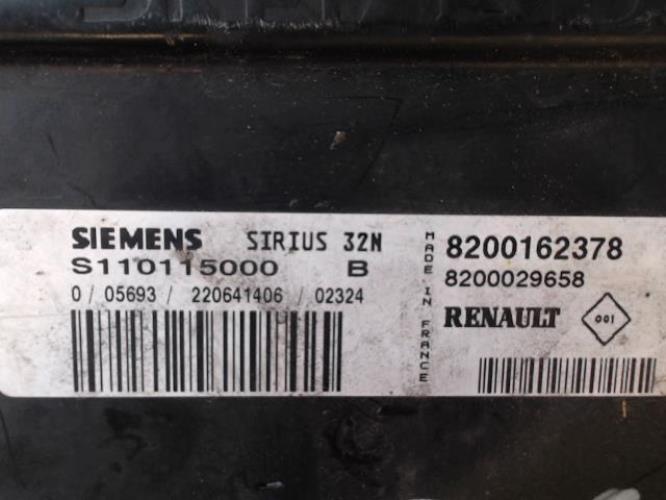 SIEMENS SIRIUS 32N
S110115000 B
0 / 05693 / 220641406 / 02324
MADE IN FRANCE
8200162378
8200029658
RENAULT 001